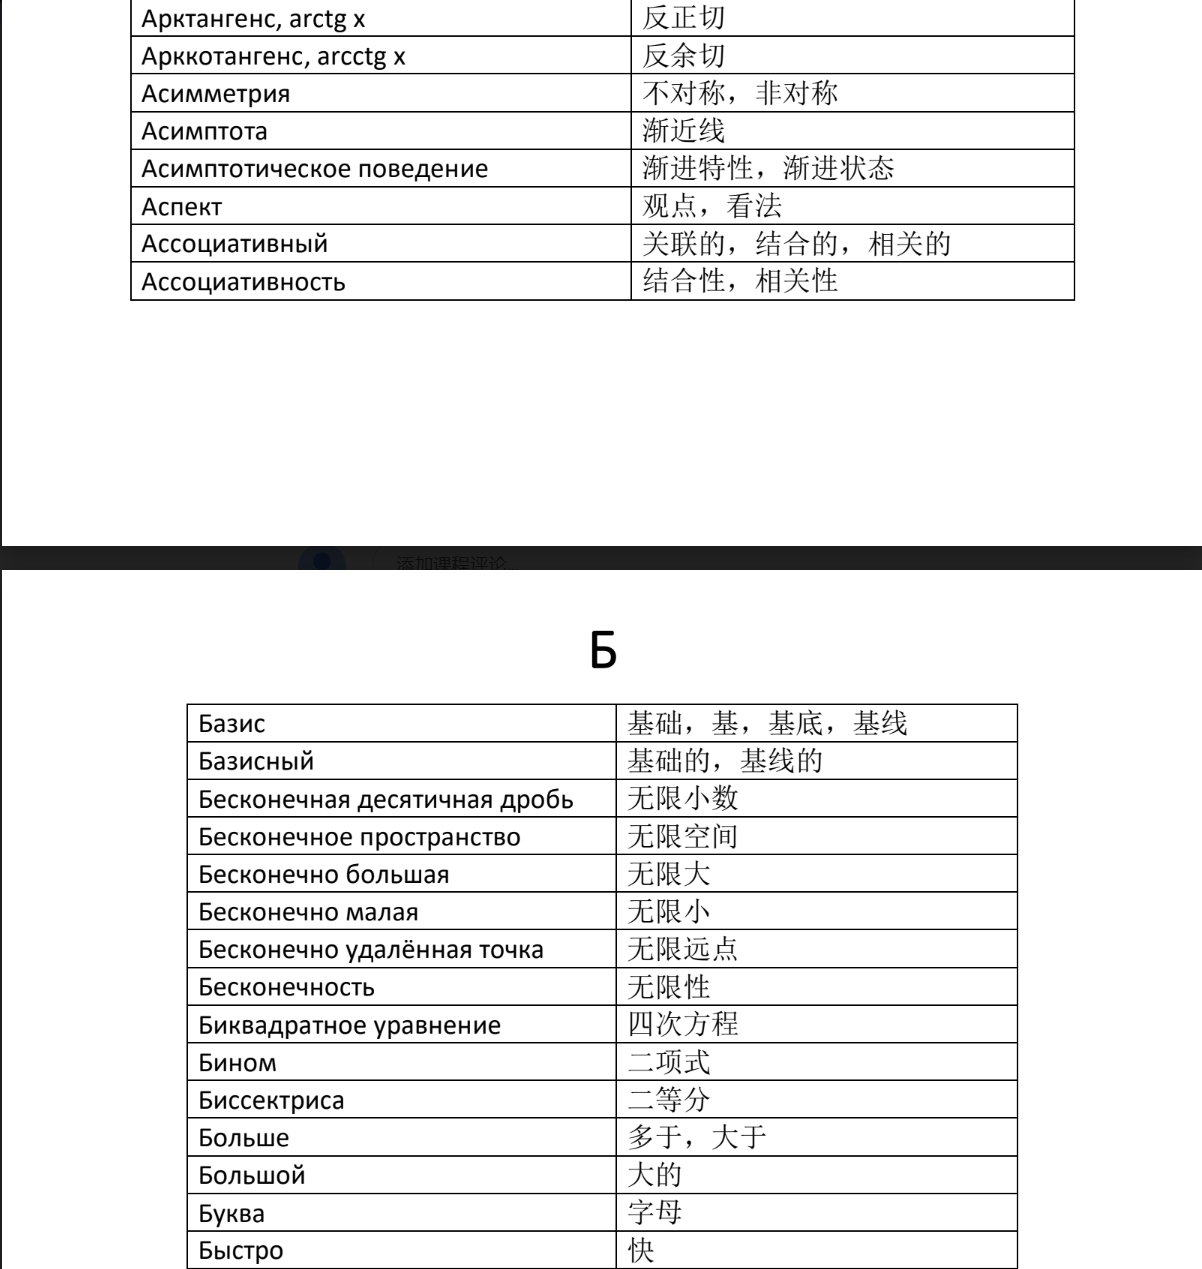 Арктангенс, arctg x 反正切
Арккотангенс, arcctg x 反余切
Асимметрия 不对称，非对称
Асимптота 渐近线
Асимптотическое поведение 渐进特性，渐进状态
Аспект 观点，看法
Ассоциативный 关联的，结合的，相关的
Ассоциативность 结合性，相关性
添加课程评论
Б
Базис 基础，基，基底，基线
Базисный 基础的，基线的
Бесконечная десятичная дробь 无限小数
Бесконечное пространство 无限空间
Бесконечно большая 无限大
Бесконечно малая 无限小
Бесконечно удалённая точка 无限远点
Бесконечность 无限性
Биквадратное уравнение 四次方程
Бином 二项式
Биссектриса 二等分
Больше 多于，大于
Большой 大的
Буква 字母
Быстро 快